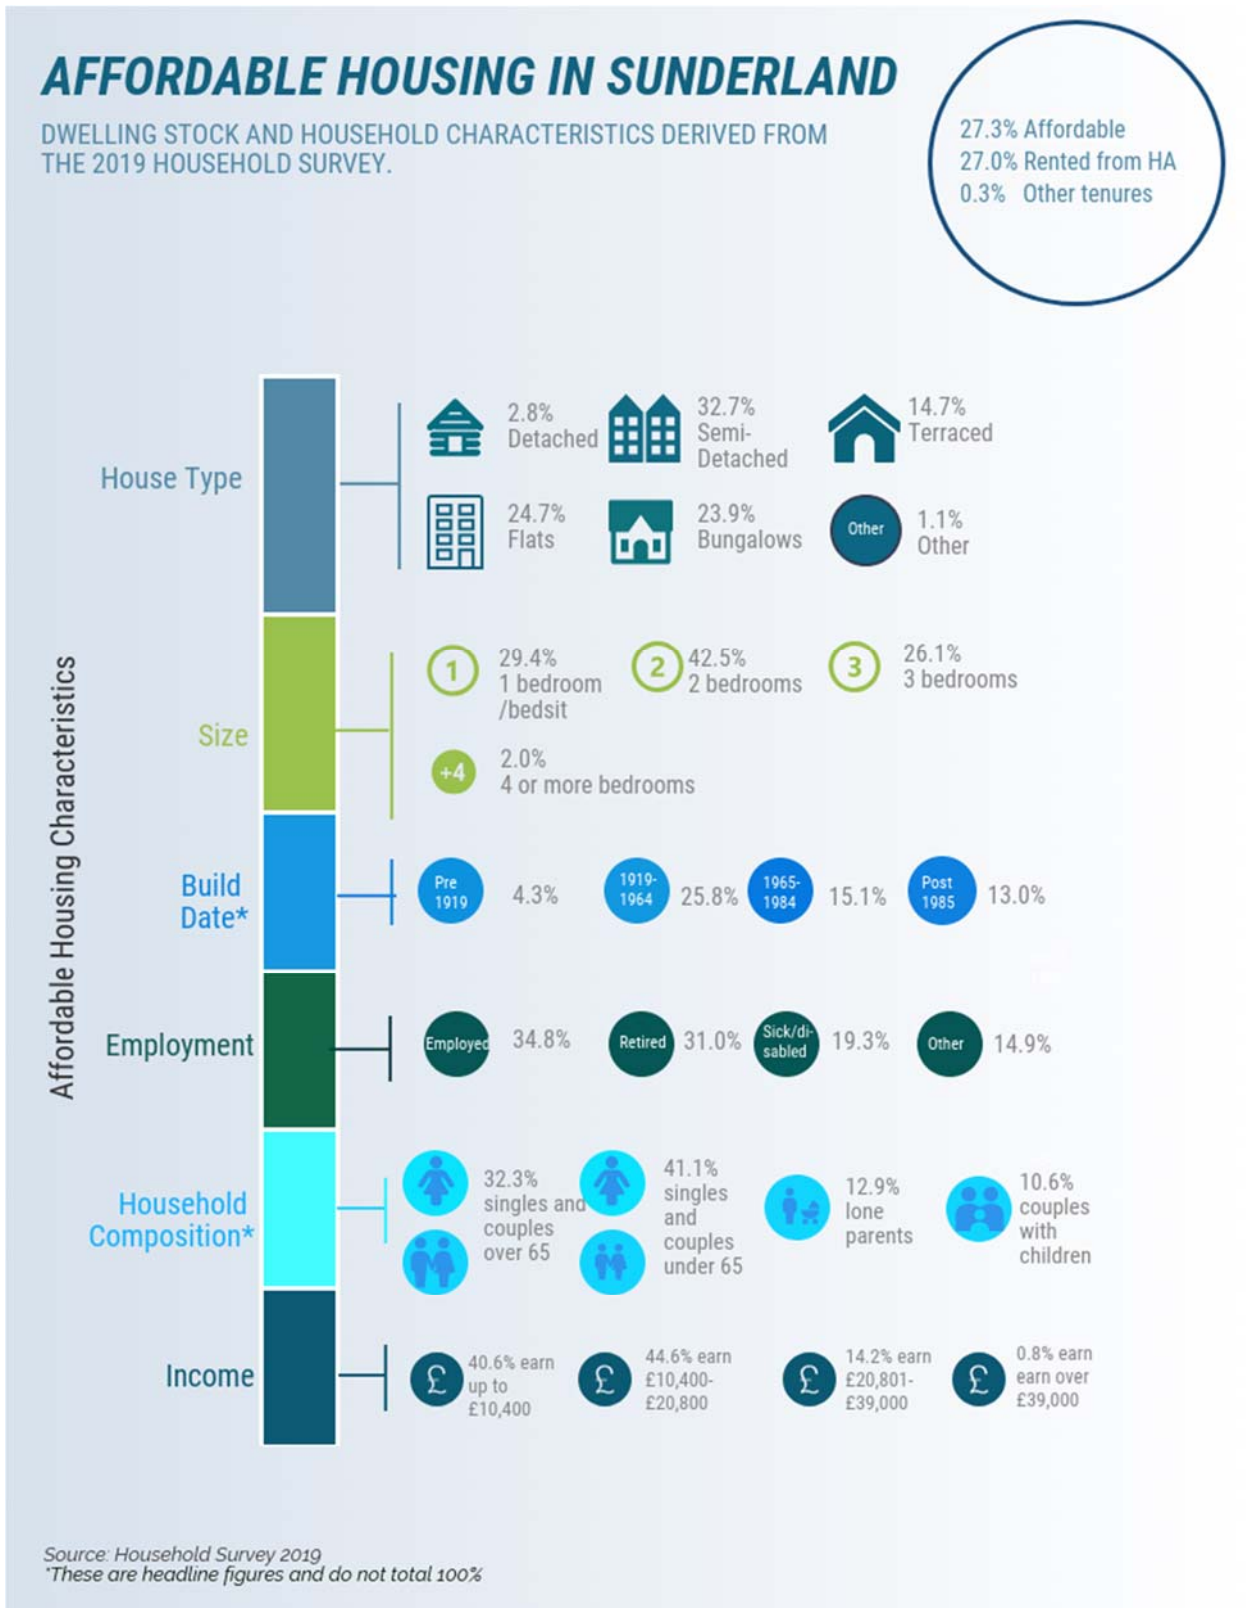 AFFORDABLE HOUSING IN SUNDERLAND
DWELLING STOCK AND HOUSEHOLD CHARACTERISTICS DERIVED FROM
THE 2019 HOUSEHOLD SURVEY.
27.3% Affordable
27.0% Rented from HA
0.3% Other tenures
Affordable Housing Characteristics
House Type
2.8%
Detached
32.7%
Semi-
Detached
14.7%
Terraced
24.7%
Flats
23.9%
Bungalows
Other
1.1%
Other
Size
1
29.4%
1 bedroom
/bedsit
2
42.5%
2 bedrooms
3
26.1%
3 bedrooms
+4
2.0%
4 or more bedrooms
Build
Date*
Pre
1919
4.3%
1919-
1964
25.8%
1965-
1984
15.1%
Post
1985
13.0%
Employment
Employed
34.8%
Retired
31.0%
Sick/di-
sabled
19.3%
Other
14.9%
Household
Composition*
32.3%
singles and
couples
over 65
41.1%
singles
and
couples
under 65
12.9%
lone
parents
10.6%
couples
with
children
Income
£
40.6% earn
up to
£10,400
£
44.6% earn
£10,400-
£20,800
£
14.2% earn
£20,801-
£39,000
£
0.8% earn
earn over
£39,000
Source: Household Survey 2019
*These are headline figures and do not total 100%